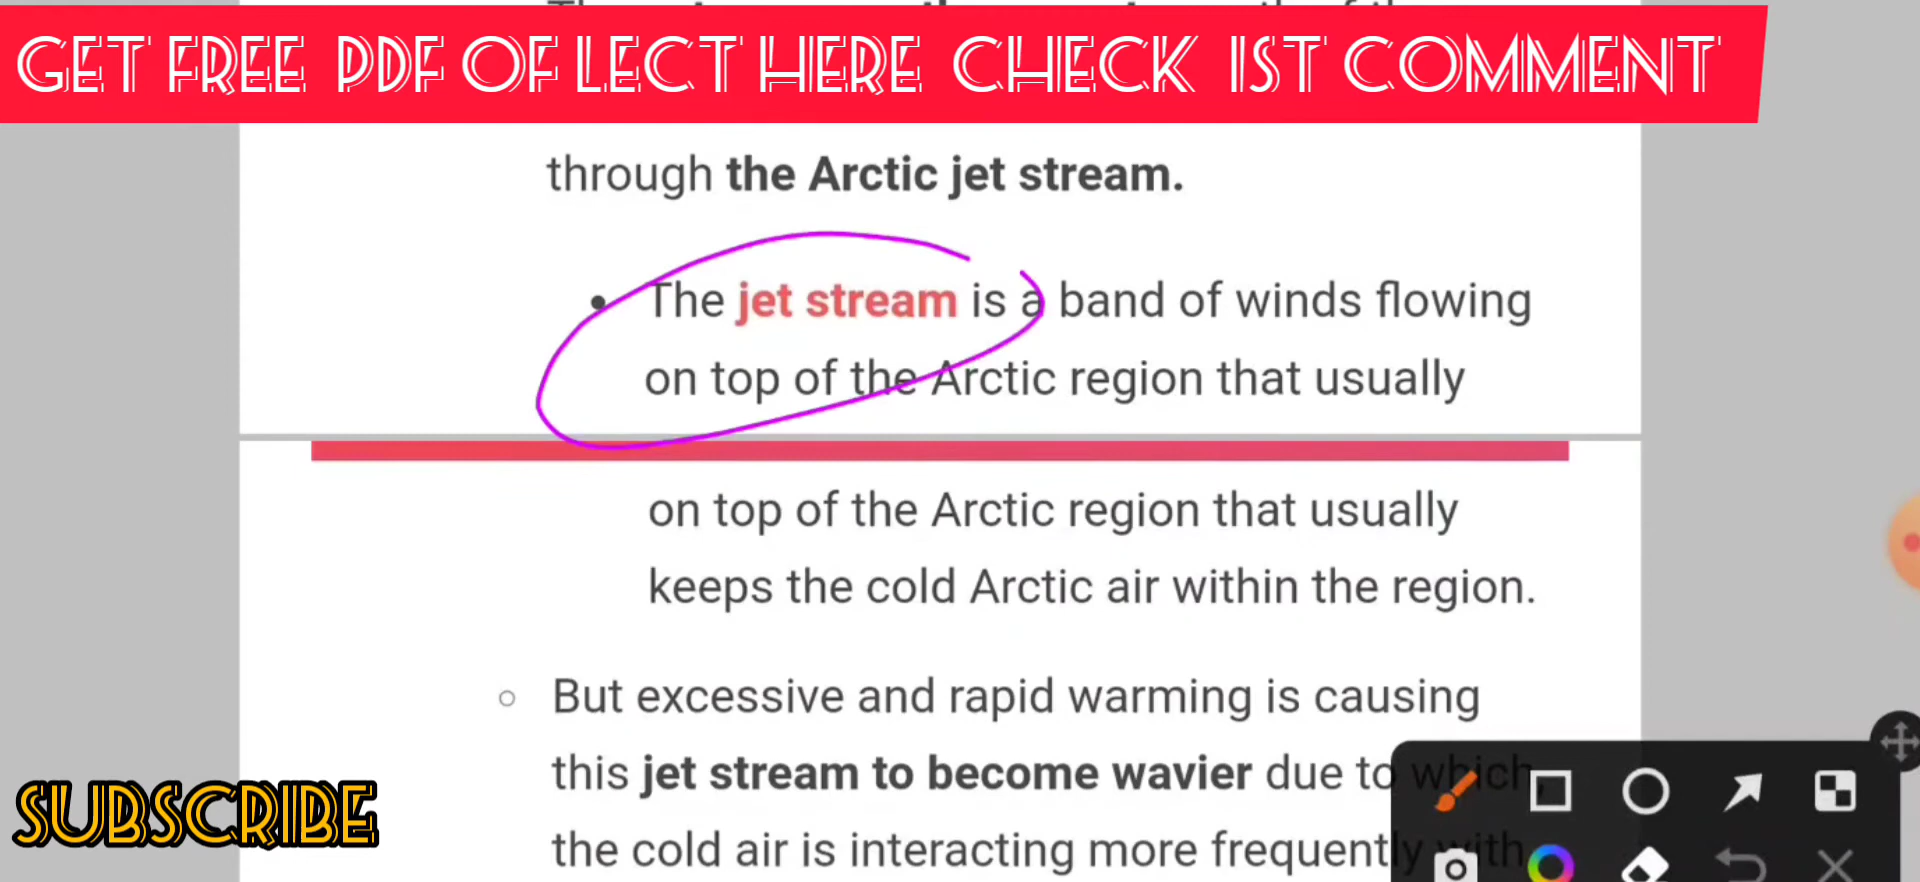 GET FREE PDF OF LECT HERE CHECK IST COMMENT
through the Arctic jet stream.
• The jet stream is a band of winds flowing
on top of the Arctic region that usually
on top of the Arctic region that usually
keeps the cold Arctic air within the region.
○ But excessive and rapid warming is causing
this jet stream to become wavier due to which,
the cold air is interacting more frequently with
SUBSCRIBE